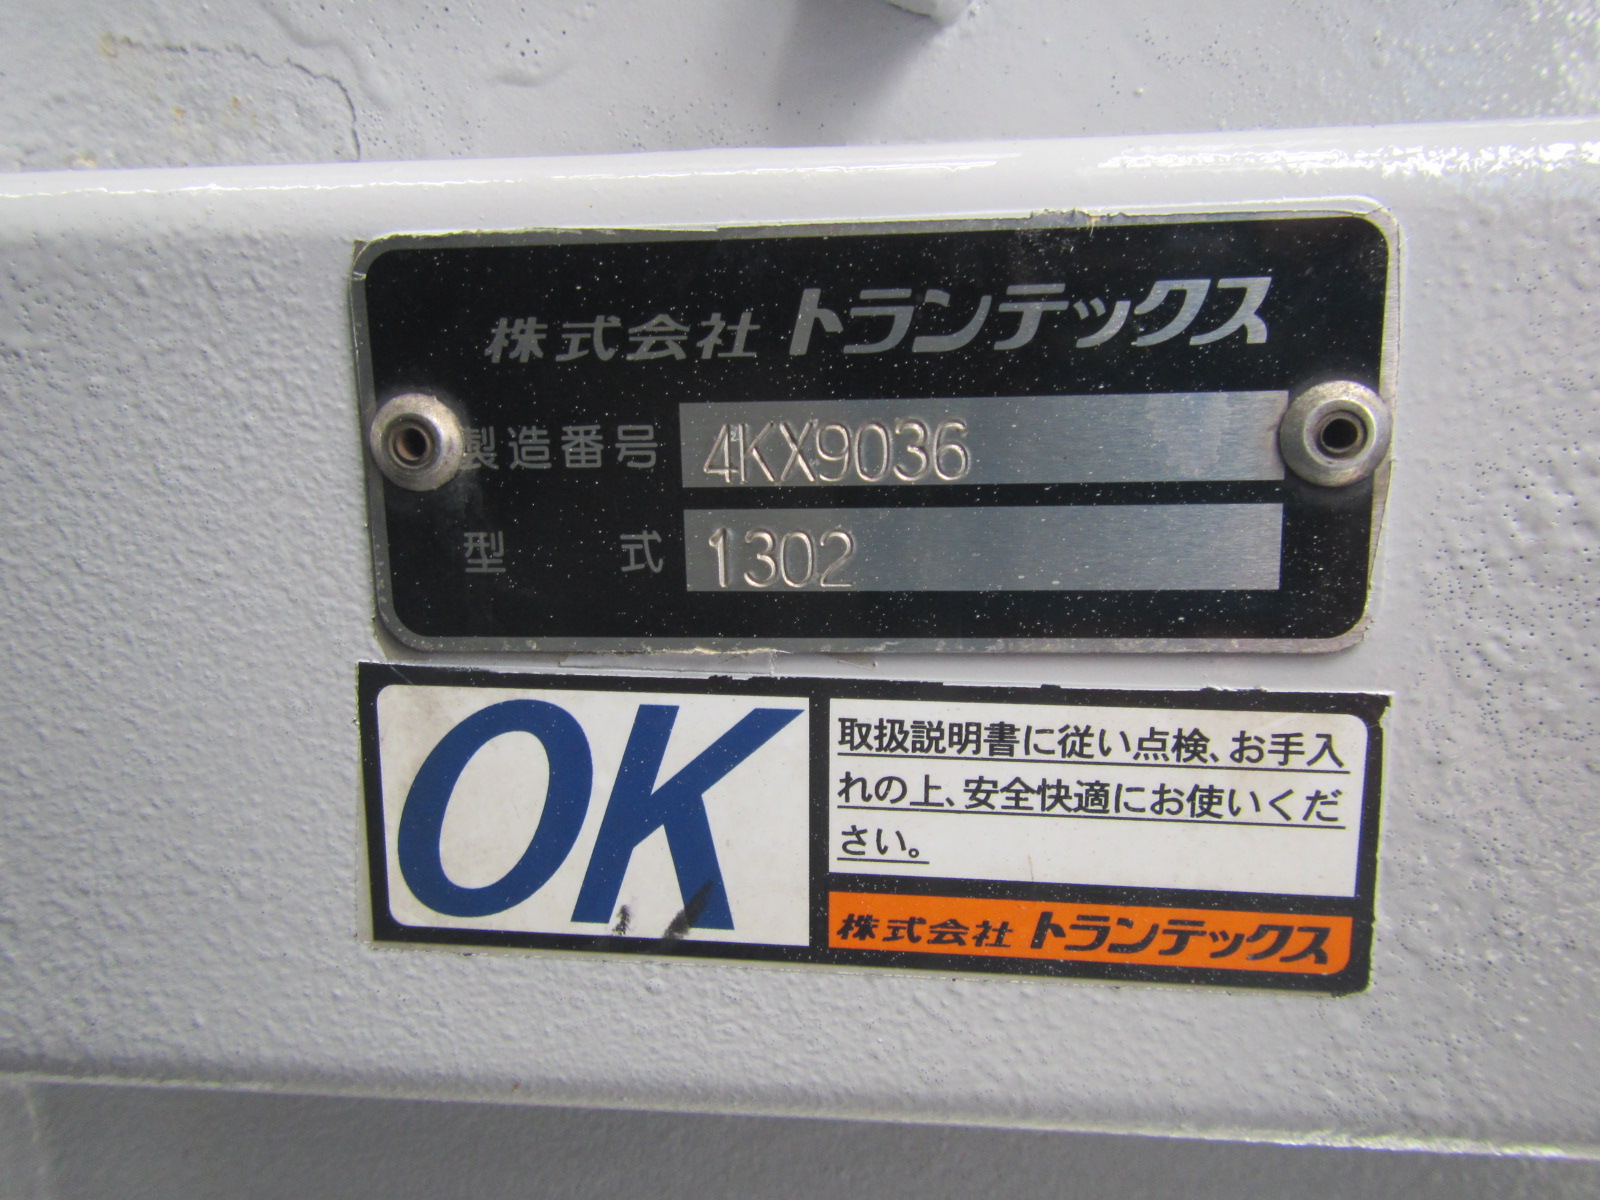 株式会社 トランテックス
製造番号 4KX9036
型式 1302
OK
取扱説明書に従い点検、お手入
れの上、安全快適にお使いくだ
さい。
株式会社 トランテックス